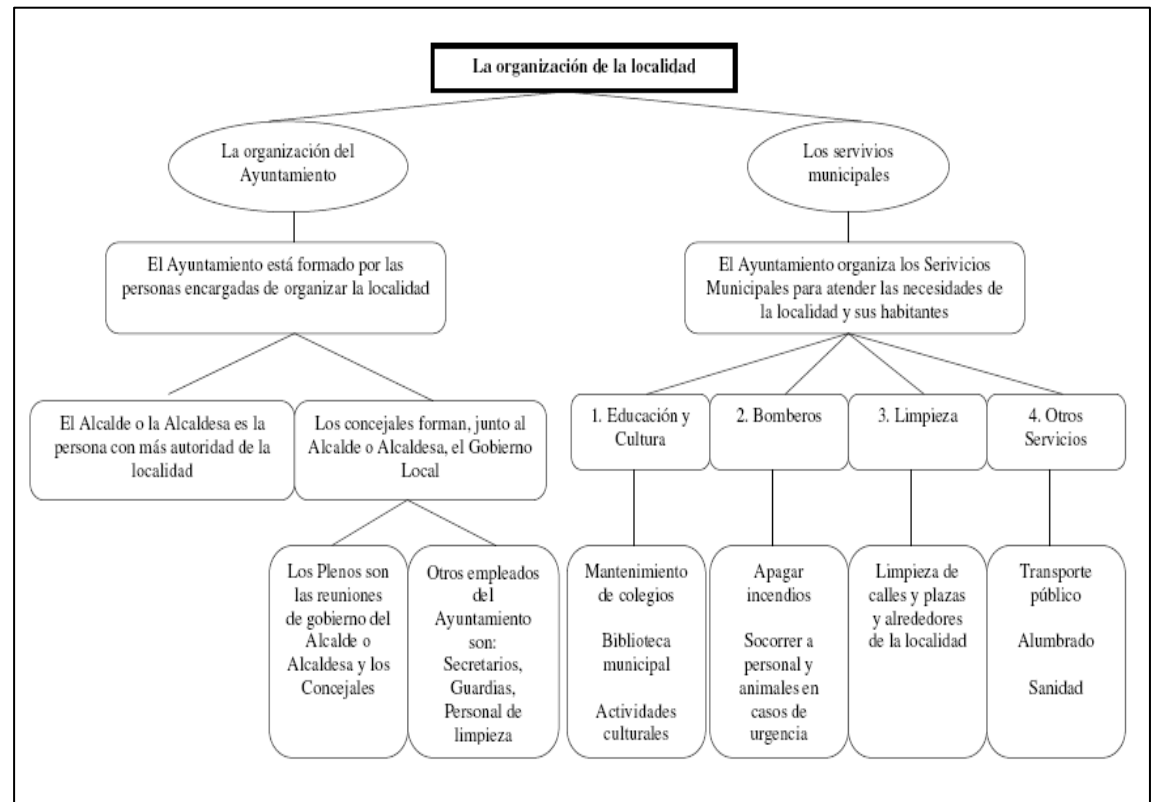 La organización de la localidad
La organización del
Ayuntamiento
Los servivios
municipales
El Ayuntamiento está formado por las
personas encargadas de organizar la localidad
El Ayuntamiento organiza los Serivicios
Municipales para atender las necesidades de
la localidad y sus habitantes
El Alcalde o la Alcaldesa es la
persona con más autoridad de la
localidad
Los concejales forman, junto al
Alcalde o Alcaldesa, el Gobierno
Local
1. Educación y
Cultura
2. Bomberos
3. Limpieza
4. Otros
Servicios
Los Plenos son
las reuniones
de gobierno del
Alcalde o
Alcaldesa y los
Concejales
Otros empleados
del
Ayuntamiento
son:
Secretarios,
Guardias,
Personal de
limpieza
Mantenimiento
de colegios
Biblioteca
municipal
Actividades
culturales
Apagar
incendios
Socorrer a
personal y
animales en
casos de
urgencia
Limpieza de
calles y plazas
y alrededores
de la localidad
Transporte
público
Alumbrado
Sanidad